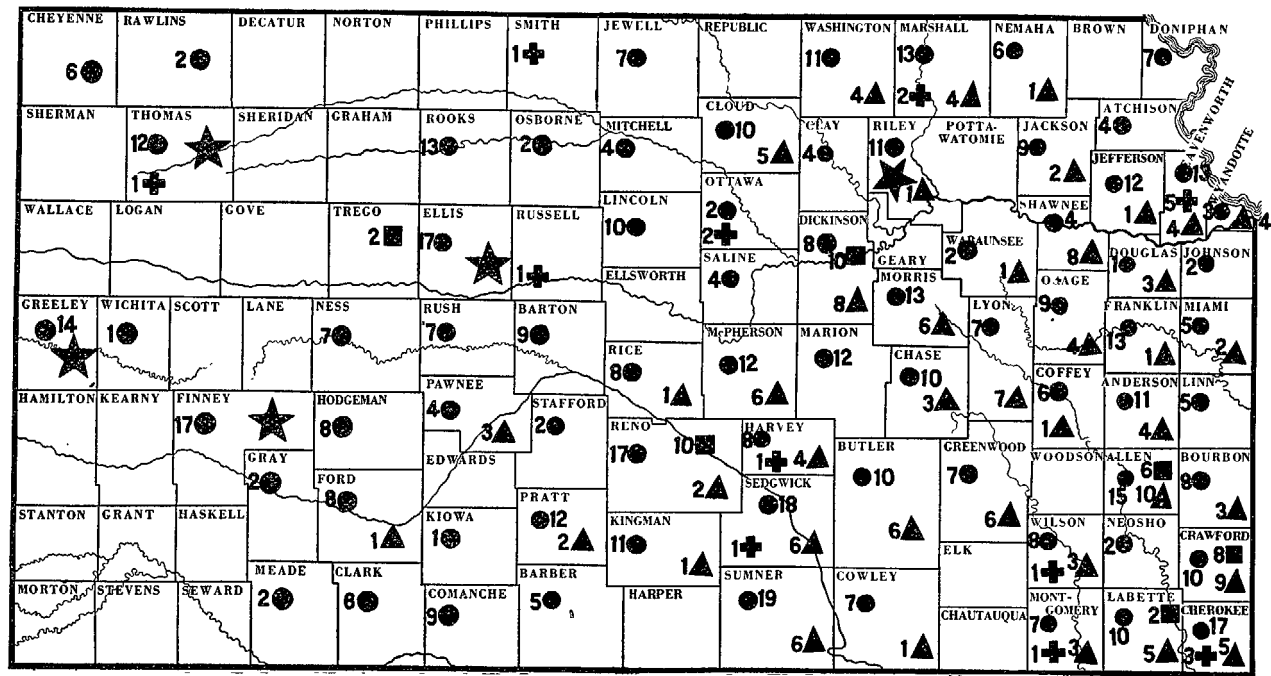 CHEYENNE RAWLINS DECATUR NORTON PHILLIPS SMITH JEWELL REPUBLIC WASHINGTON MARSHALL NEMAHA BROWN DONIPHAN
6 2 1 7 11 13 6 7
4 2 4 1
SHERMAN THOMAS SHERIDAN GRAHAM ROOKS OSBORNE MITCHELL CLOUD CLAY RILEY POTTA- JACKSON ATCHISON LEAVENWORTH
WATOMIE
12 13 2 4 10 4 11 9 4 13
1 5 1 2 5 4
JEFFERSON WYANDOTTE
12 3
1 4
WALLACE LOGAN GOVE TREGO ELLIS RUSSELL LINCOLN OTTAWA DICKINSON GEARY WABAUNSEE SHAWNEE DOUGLAS JOHNSON
2 17 1 10 2 8 2 4 1 2
2 10 8 1 8 3
ELLSWORTH SALINE MORRIS OSAGE
4 13 9
6 4
GREELEY WICHITA SCOTT LANE NESS RUSH BARTON RICE McPHERSON MARION CHASE LYON FRANKLIN MIAMI
14 1 7 7 9 8 12 12 10 7 13 5
1 6 3 7 1 2
HAMILTON KEARNY FINNEY HODGEMAN PAWNEE STAFFORD COFFEY ANDERSON LINN
17 8 4 2 6 11 5
3 1 4
GRAY FORD EDWARDS RENO HARVEY BUTLER GREENWOOD WOODSON ALLEN BOURBON
2 8 17 10 8 10 7 6 8
1 2 1 4 6 6 15 10 3
STANTON GRANT HASKELL KIOWA PRATT KINGMAN SEDGWICK ELK WILSON NEOSHO CRAWFORD
1 12 11 18 8 2 8
2 1 1 6 1 3 10 9
MORTON STEVENS SEWARD MEADE CLARK COMANCHE BARBER HARPER SUMNER COWLEY CHAUTAUQUA MONT- LABETTE CHEROKEE
GOMERY
2 6 9 5 19 7 7 10 2 17
6 1 1 3 5 3 5